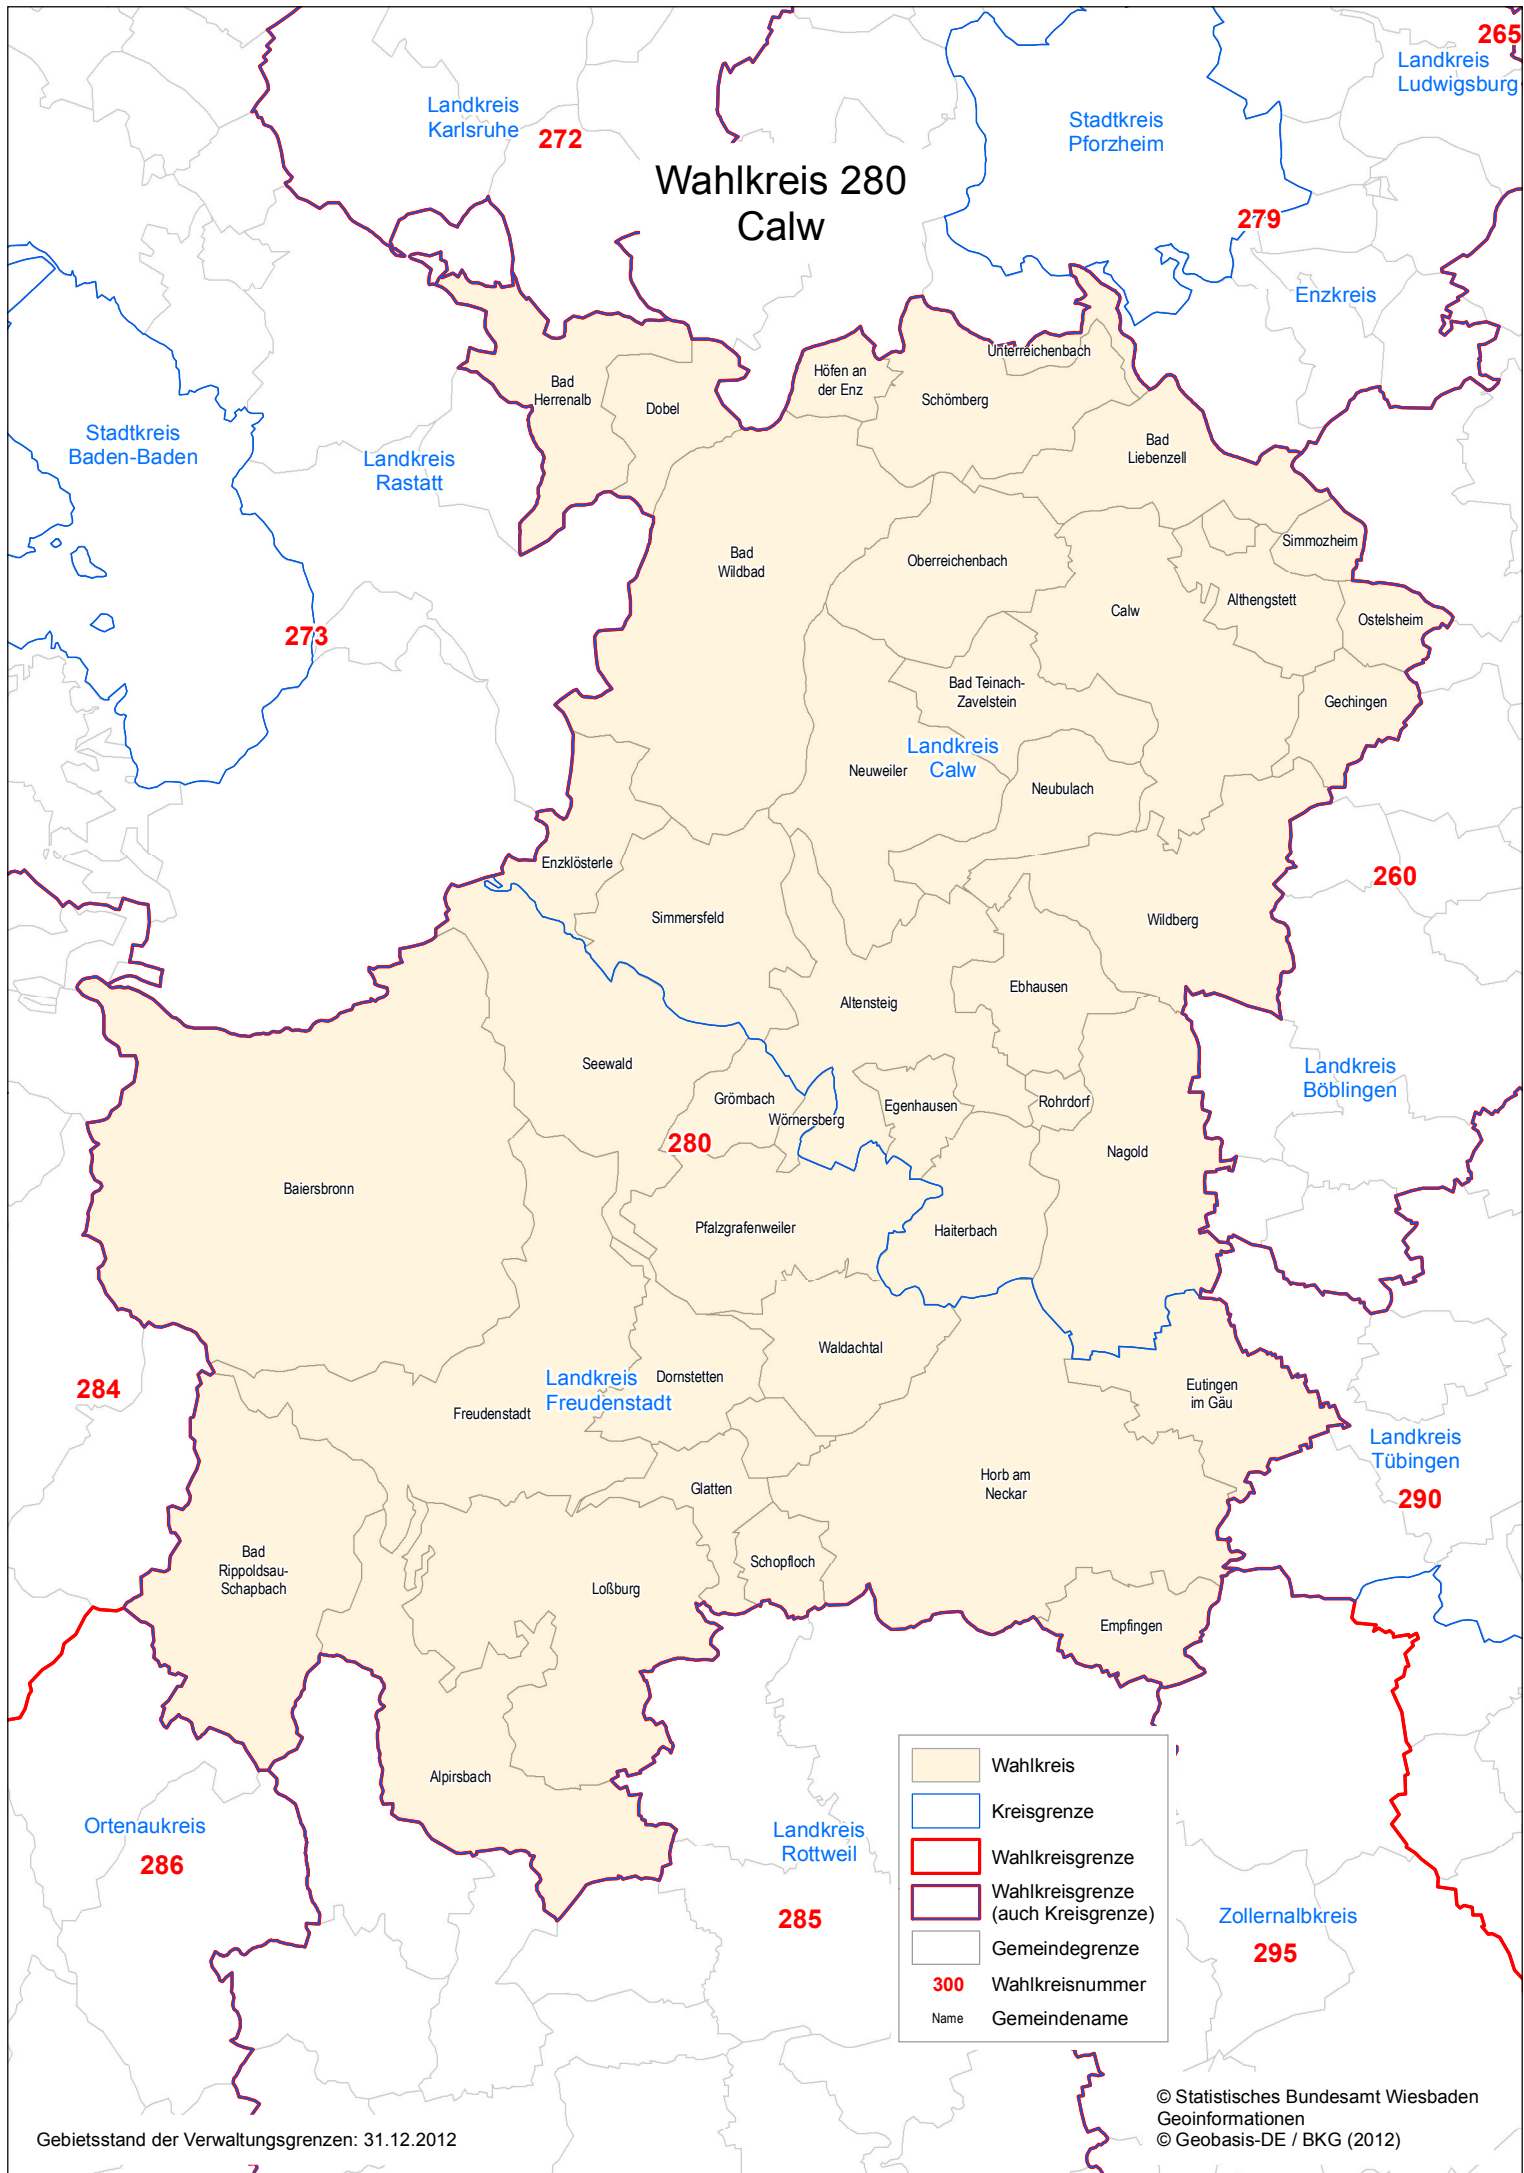 265
Landkreis
Ludwigsburg
Landkreis
Karlsruhe
272
Stadtkreis
Pforzheim
Wahlkreis 280
Calw
279
Enzkreis
Unterreichenbach
Höfen an
der Enz
Bad
Herrenalb
Dobel
Schömberg
Stadtkreis
Baden-Baden
Landkreis
Rastatt
Bad
Liebenzell
Simmozheim
Bad
Wildbad
Oberreichenbach
Calw
Althengstett
Ostelsheim
273
Bad Teinach-
Zavelstein
Gechingen
Landkreis
Calw
Neuweiler
Neubulach
Enzklösterle
260
Simmersfeld
Wildberg
Ebhausen
Altensteig
Seewald
Landkreis
Böblingen
Grömbach
Wörnersberg
Egenhausen
Rohrdorf
280
Nagold
Baiersbronn
Pfalzgrafenweiler
Haiterbach
Waldachtal
284
Landkreis
Freudenstadt
Dornstetten
Freudenstadt
Eutingen
im Gäu
Landkreis
Tübingen
290
Horb am
Neckar
Glatten
Bad
Rippoldsau-
Schapbach
Schopfloch
Loßburg
Empfingen
Alpirsbach
Ortenaukreis
286
Landkreis
Rottweil
285
Zollernalbkreis
295
Wahlkreis
Kreisgrenze
Wahlkreisgrenze
Wahlkreisgrenze
(auch Kreisgrenze)
Gemeindegrenze
300 Wahlkreisnummer
Name Gemeindename
© Statistisches Bundesamt Wiesbaden
Geoinformationen
© Geobasis-DE / BKG (2012)
Gebietsstand der Verwaltungsgrenzen: 31.12.2012